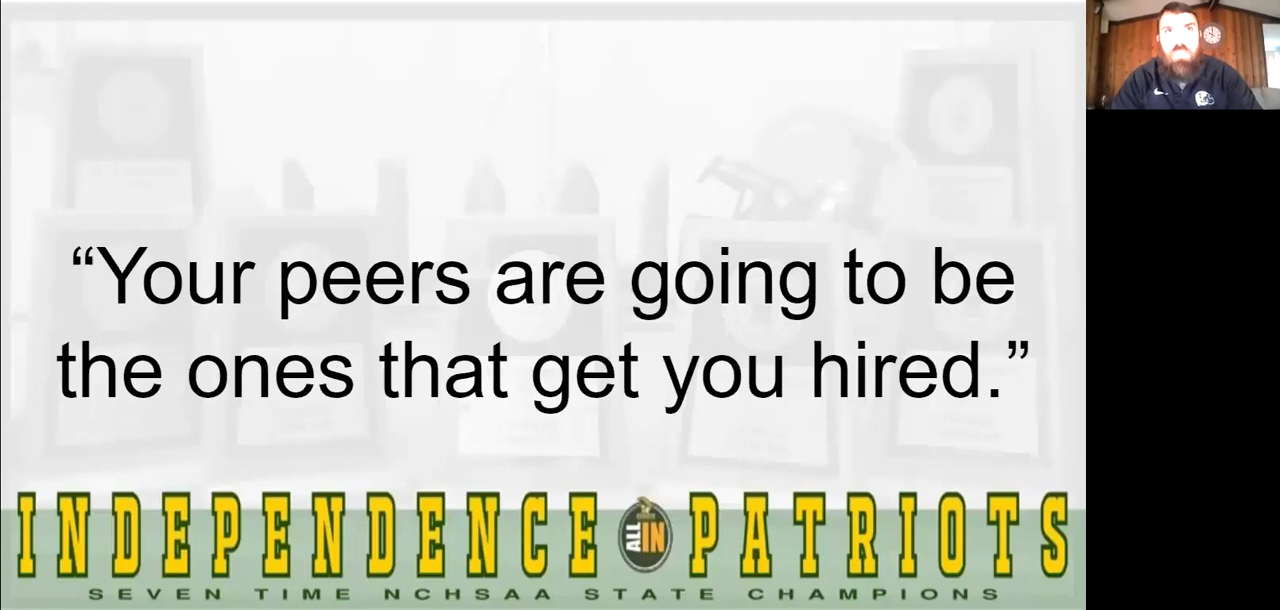 “Your peers are going to be
the ones that get you hired.”
INDEPENDENCE ALL IN PATRIOTS
SEVEN TIME NCHSAA STATE CHAMPIONS